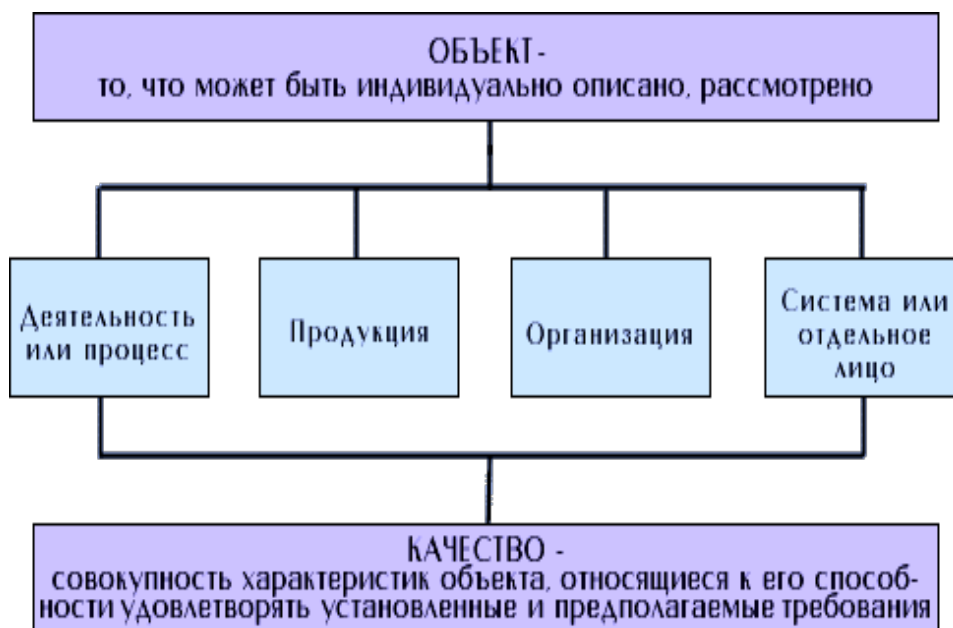 ОБЪЕКТ-
то, что может быть индивидуально описано, рассмотрено
Деятельность
или процесс
Продукция
Организация
Система или
отдельное
лицо
КАЧЕСТВО -
совокупность характеристик объекта, относящиеся к его способ-
ности удовлетворять установленные и предполагаемые требования